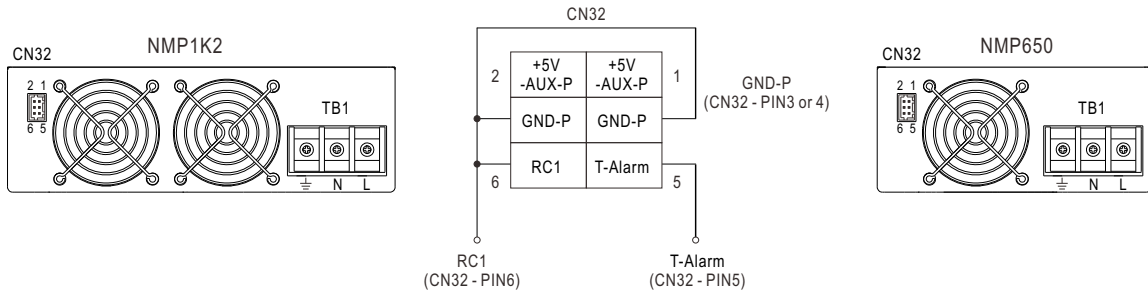 NMP1K2
CN32
2 1
6 5
TB1
N L
CN32
2 +5V -AUX-P +5V -AUX-P 1
GND-P GND-P
6 RC1 T-Alarm 5
GND-P
(CN32 - PIN3 or 4)
RC1
(CN32 - PIN6)
T-Alarm
(CN32 - PIN5)
NMP650
CN32
2 1
6 5
TB1
N L